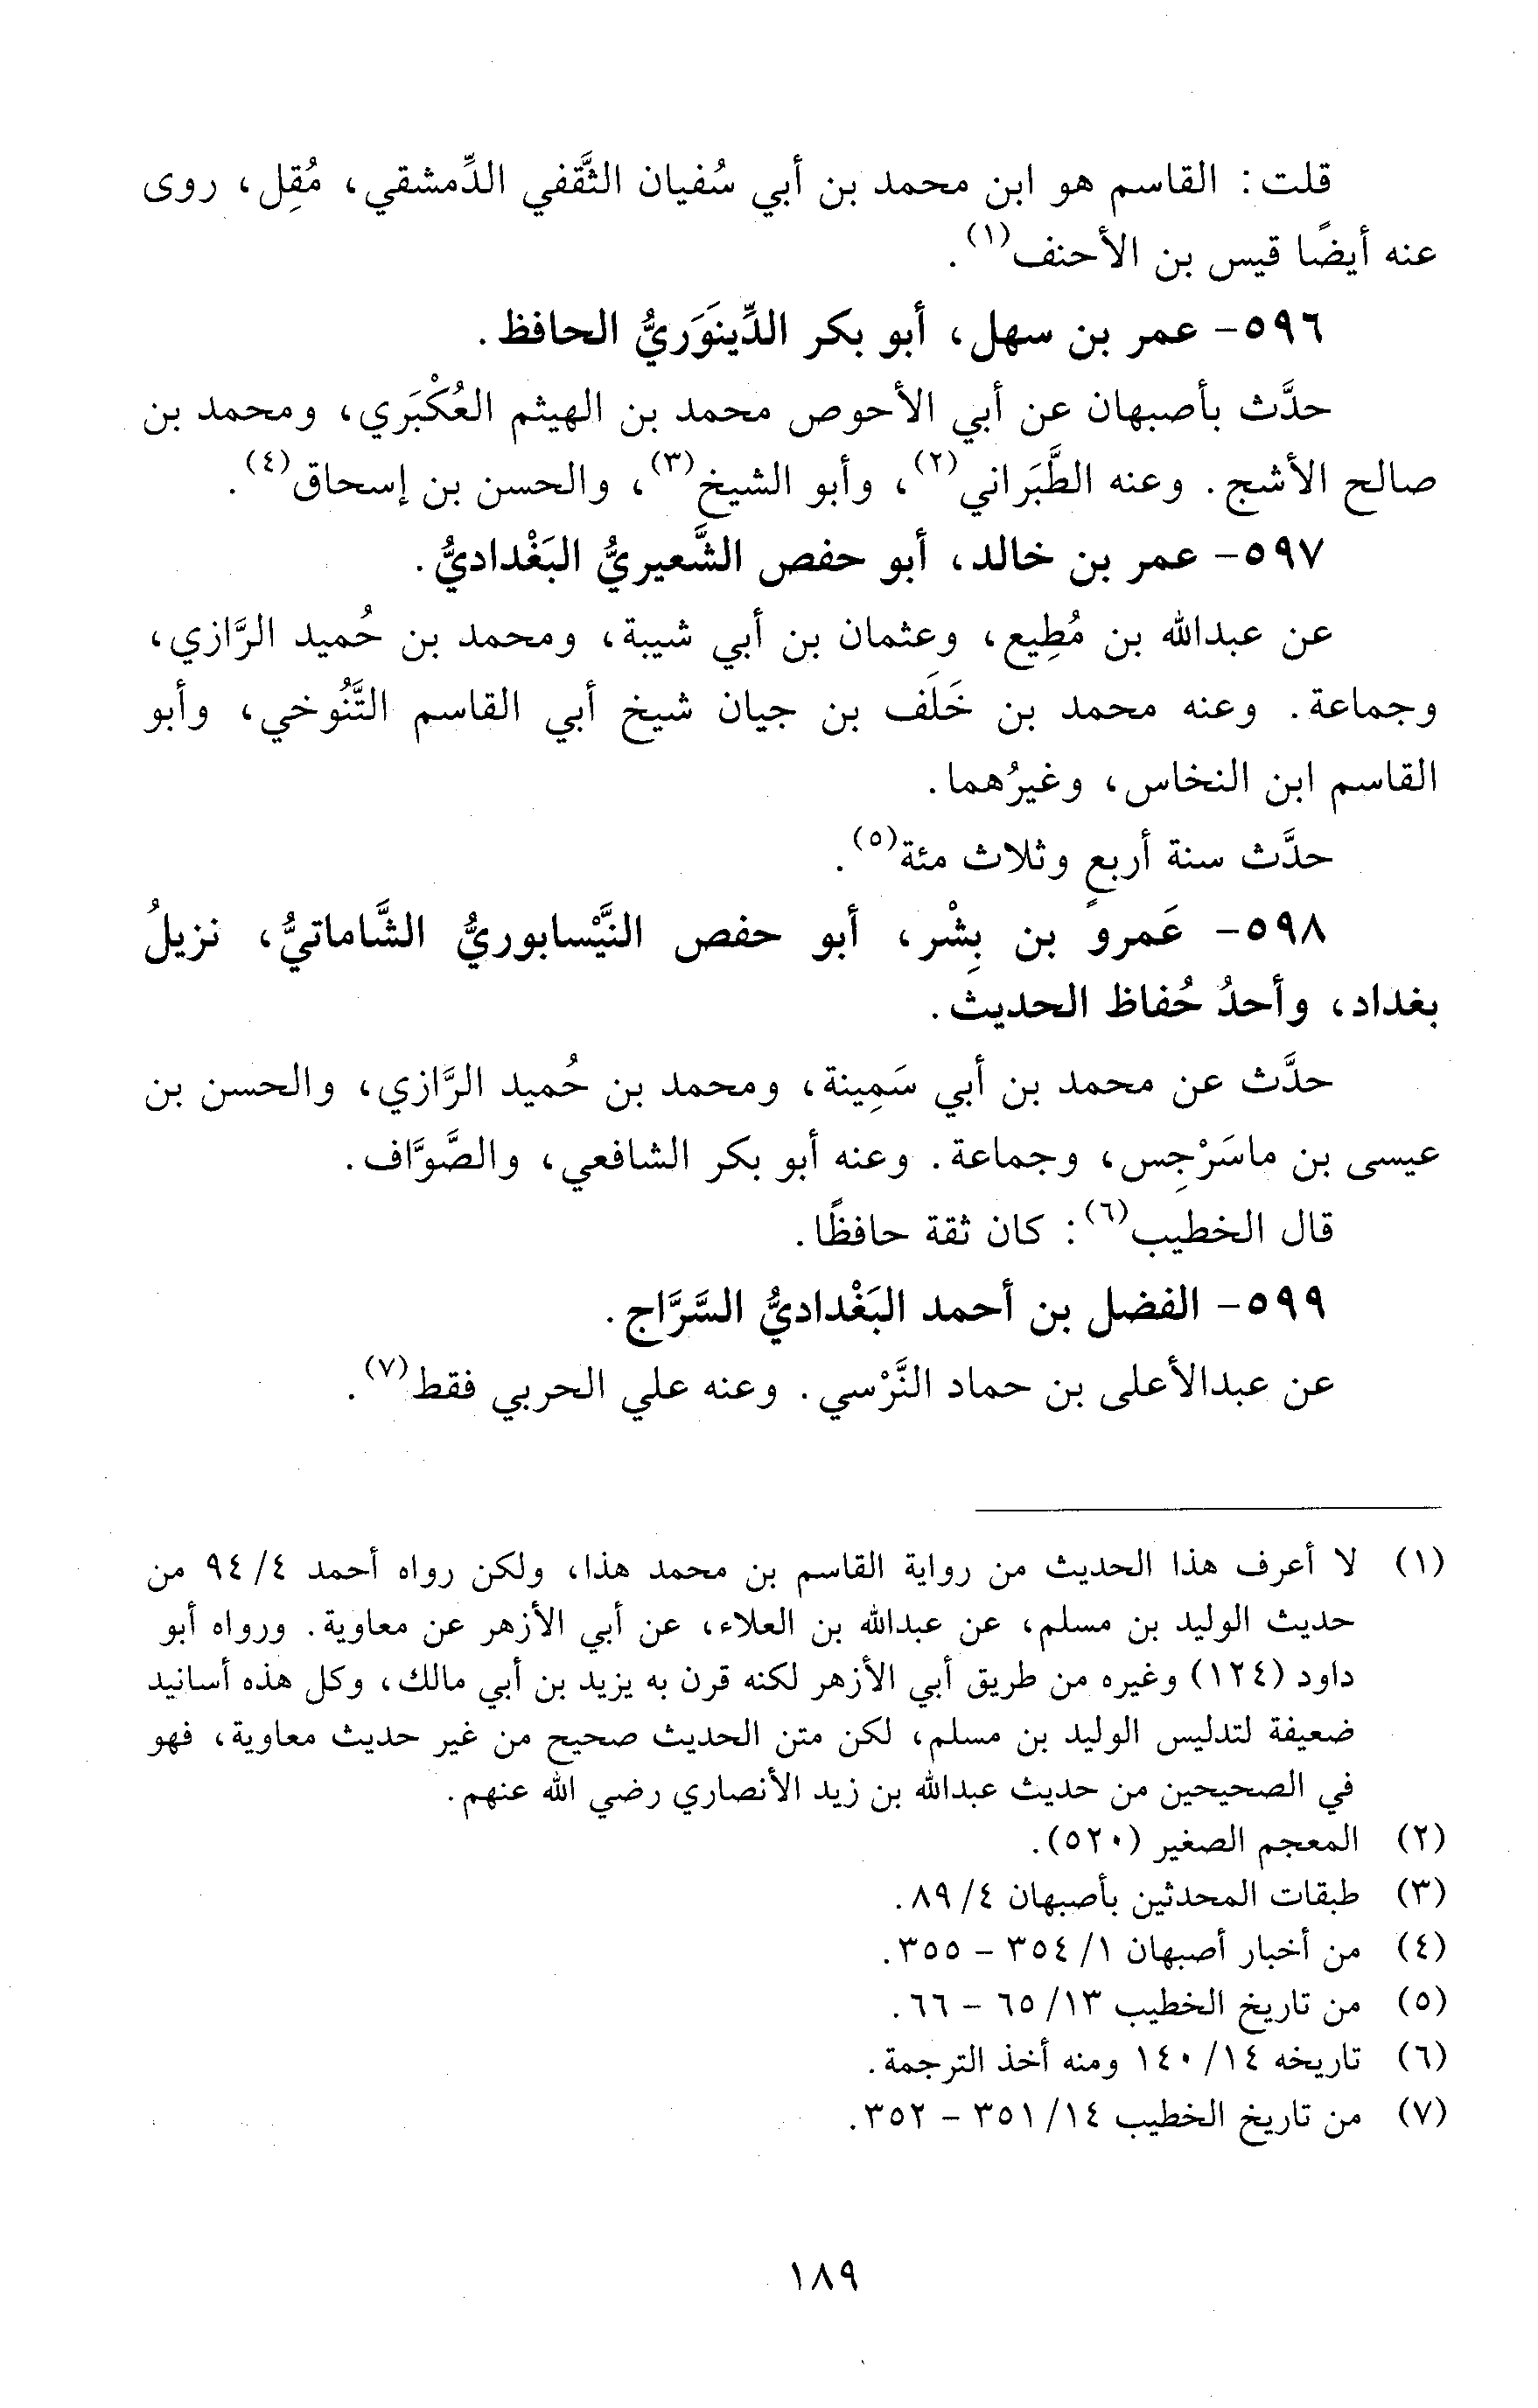 قلت: القاسم هو ابن محمد بن أبي سُفيان الثَّقفي الدِّمشقي، مُقِل، روى
عنه أيضًا قيس بن الأحنف(١).
٥٩٦- عمر بن سهل، أبو بكر الدِّينَوَريُّ الحافظ.
حدَّث بأصبهان عن أبي الأحوص محمد بن الهيثم العُكْبَري، ومحمد بن
صالح الأشج. وعنه الطَّبَراني(٢)، وأبو الشيخ(٣)، والحسن بن إسحاق(٤).
٥٩٧- عمر بن خالد، أبو حفص الشَّعيريُّ البَغْداديُّ.
عن عبدالله بن مُطِيع، وعثمان بن أبي شيبة، ومحمد بن حُميد الرَّازي،
وجماعة. وعنه محمد بن خَلَف بن جيان شيخ أبي القاسم التَّنُوخي، وأبو
القاسم ابن النخاس، وغيرُهما.
حدَّث سنة أربعٍ وثلاث مئة(٥).
٥٩٨- عَمرو بن بِشْر، أبو حفص النَّيْسابوريُّ الشَّاماتيُّ، نزيلُ
بغداد، وأحدُ حُفاظ الحديث.
حدَّث عن محمد بن أبي سَمِينة، ومحمد بن حُميد الرَّازي، والحسن بن
عيسى بن ماسَرْجِس، وجماعة. وعنه أبو بكر الشافعي، والصَّوَّاف.
قال الخطيب(٦): كان ثقة حافظًا.
٥٩٩- الفضل بن أحمد البَغْداديُّ السَّرَّاج.
عن عبدالأعلى بن حماد النَّرْسي. وعنه علي الحربي فقط(٧).
(١) لا أعرف هذا الحديث من رواية القاسم بن محمد هذا، ولكن رواه أحمد ٤/ ٩٤ من
حديث الوليد بن مسلم، عن عبدالله بن العلاء، عن أبي الأزهر عن معاوية. ورواه أبو
داود (١٢٤) وغيره من طريق أبي الأزهر لكنه قرن به يزيد بن أبي مالك، وكل هذه أسانيد
ضعيفة لتدليس الوليد بن مسلم، لكن متن الحديث صحيح من غير حديث معاوية، فهو
في الصحيحين من حديث عبدالله بن زيد الأنصاري رضي الله عنهم.
(٢) المعجم الصغير (٥٢٠).
(٣) طبقات المحدثين بأصبهان ٤/ ٨٩.
(٤) من أخبار أصبهان ١/ ٣٥٤ - ٣٥٥.
(٥) من تاريخ الخطيب ١٣/ ٦٥ - ٦٦.
(٦) تاريخه ١٤/ ١٤٠ ومنه أخذ الترجمة.
(٧) من تاريخ الخطيب ١٤/ ٣٥١ - ٣٥٢.
١٨٩